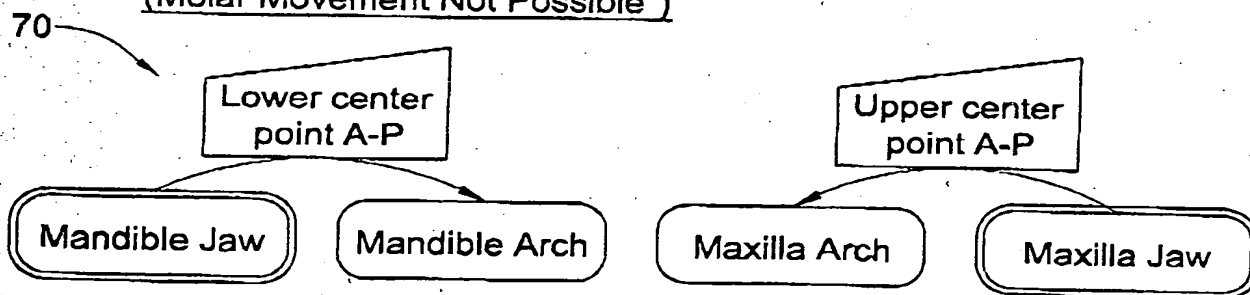 (Molar Movement Not Possible )
70
Lower center
point A-P
Upper center
point A-P
Mandible Jaw
Mandible Arch
Maxilla Arch
Maxilla Jaw